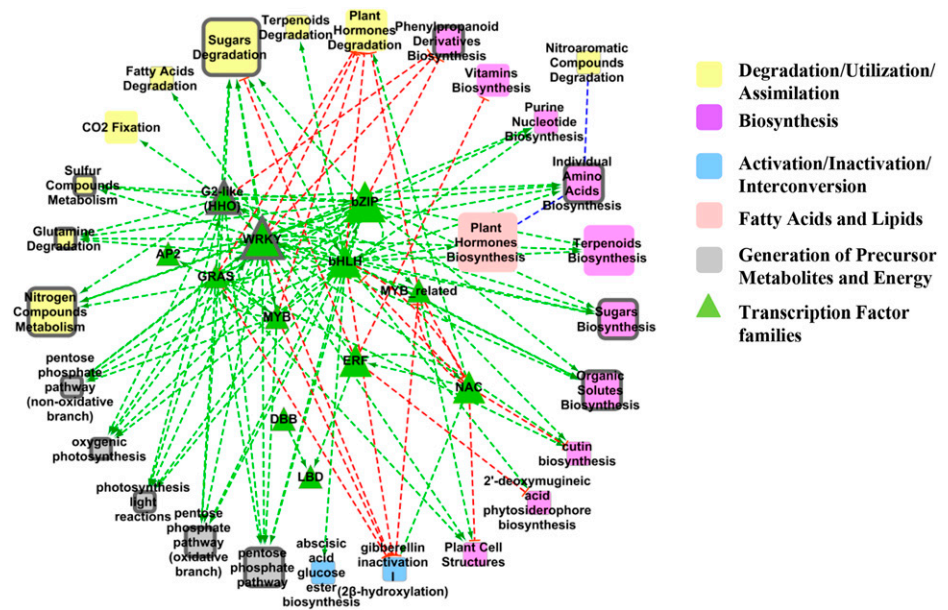 Terpenoids
Degradation
Plant
Hormones
Degradation
Phenylpropanoid
Derivatives
Biosynthesis
Sugars
Degradation
Nitroaromatic
Compounds
Degradation
Fatty Acids
Degradation
Vitamins
Biosynthesis
CO2 Fixation
Purine
Nucleotide
Biosynthesis
Sulfur
Compounds
Metabolism
G2-like
(HHO)
bZIP
Individual
Amino
Acids
Biosynthesis
Glutamine
Degradation
AP2
WRKY
bHLH
Plant
Hormones
Biosynthesis
Terpenoids
Biosynthesis
GRAS
MYB_related
Nitrogen
Compounds
Metabolism
MYB
Sugars
Biosynthesis
pentose
phosphate
pathway
(non-oxidative
branch)
ERF
NAC
Organic
Solutes
Biosynthesis
oxygenic
photosynthesis
DBB
cutin
biosynthesis
photosynthesis
light
reactions
LBD
2'-deoxymugineic
acid
phytosiderophore
biosynthesis
pentose
phosphate
pathway
(oxidative
branch)
pentose
phosphate
pathway
abscisic
acid
glucose
ester
biosynthesis
gibberellin
inactivation
I
(2β-hydroxylation)
Plant Cell
Structures
Degradation/Utilization/
Assimilation
Biosynthesis
Activation/Inactivation/
Interconversion
Fatty Acids and Lipids
Generation of Precursor
Metabolites and Energy
Transcription Factor
families